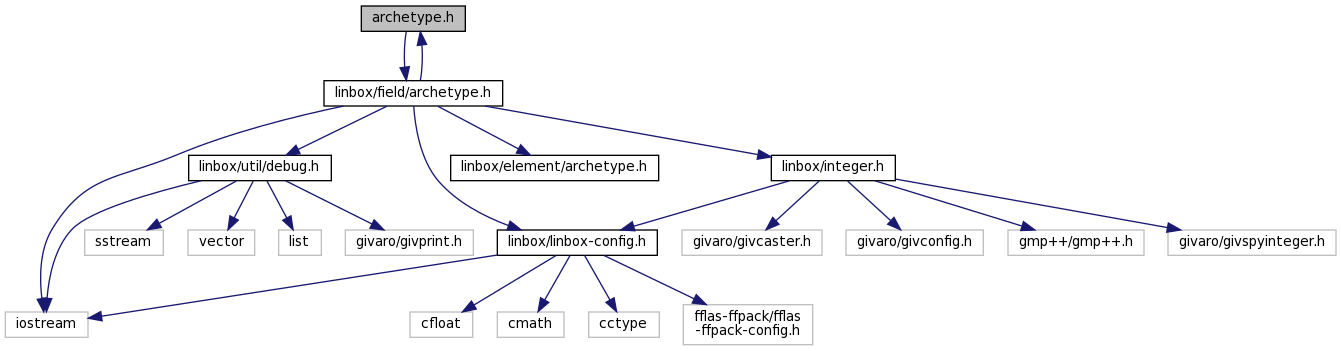 archetype.h
linbox/field/archetype.h
linbox/util/debug.h
linbox/element/archetype.h
linbox/integer.h
sstream
vector
list
givaro/givprint.h
linbox/linbox-config.h
givaro/givcaster.h
givaro/givconfig.h
gmp++/gmp++.h
givaro/givspyinteger.h
iostream
cfloat
cmath
cctype
fflas-ffpack/fflas
-ffpack-config.h